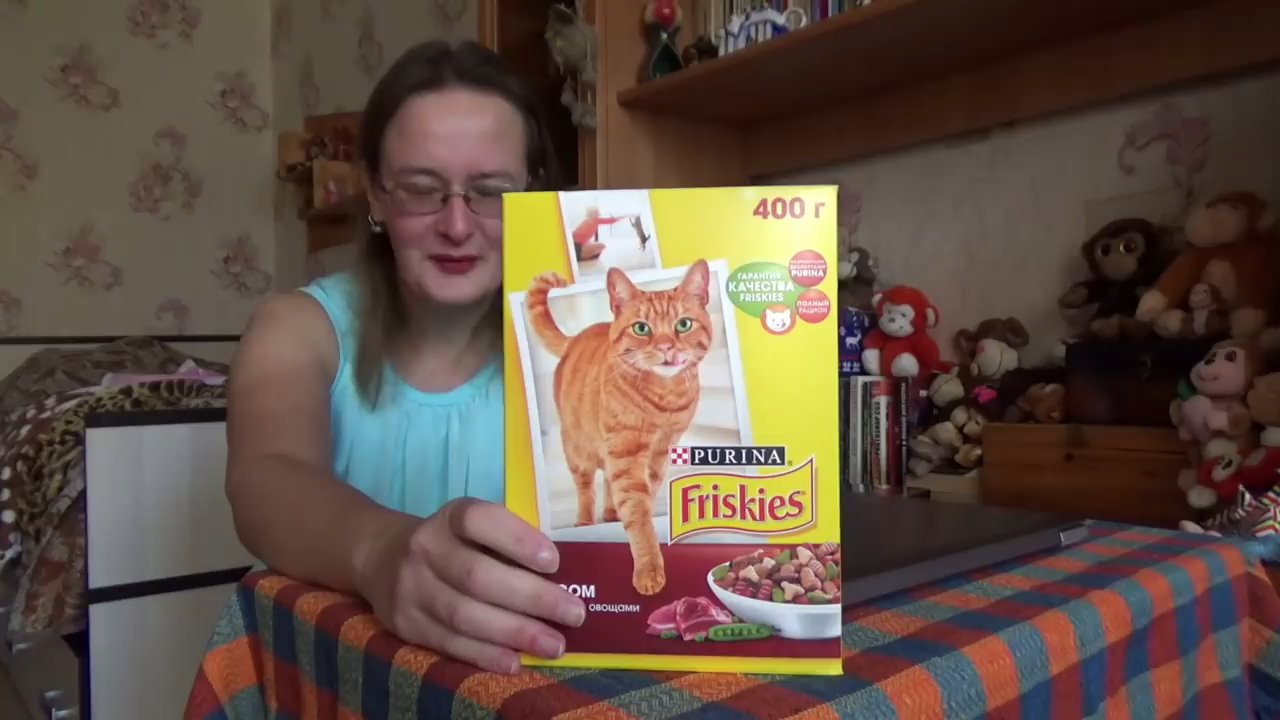 400 г
ГАРАНТИЯ
КАЧЕСТВА
FRISKIES
PURINA
ПОЛНЫЙ
РАЦИОН
PURINA
Friskies
СОМ
овощами